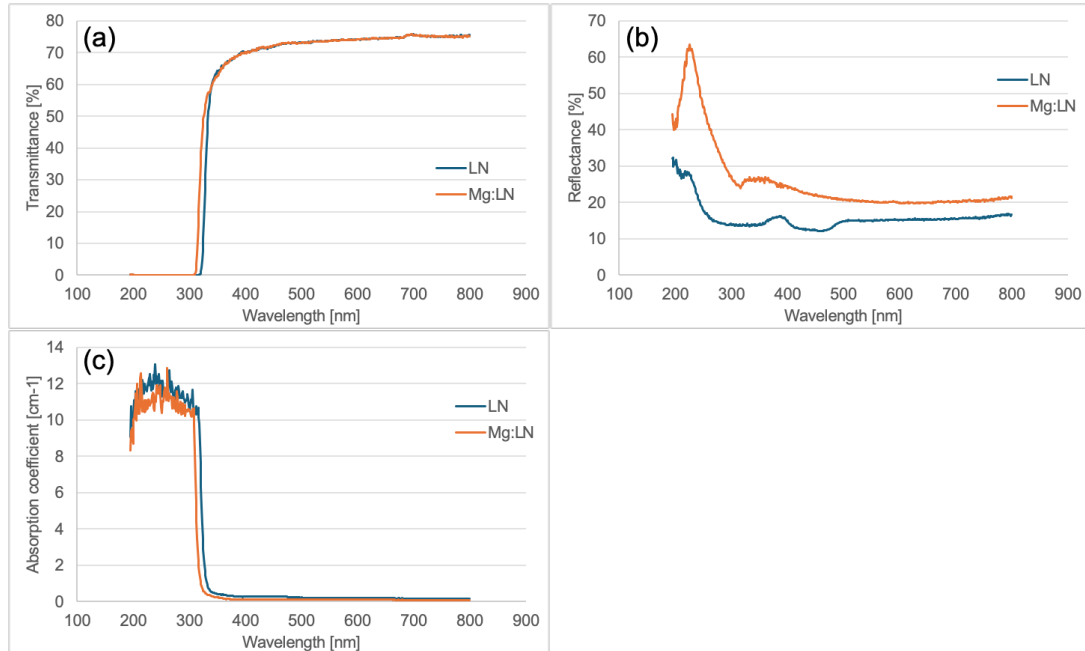 (a)
Transmittance [%]
80
70
60
50
40
30
20
10
0
100 200 300 400 500 600 700 800 900
Wavelength [nm]
LN
Mg:LN
(b)
Reflectance [%]
70
60
50
40
30
20
10
0
100 200 300 400 500 600 700 800 900
Wavelength [nm]
LN
Mg:LN
(c)
Absorption coefficient [cm-1]
14
12
10
8
6
4
2
0
100 200 300 400 500 600 700 800 900
Wavelength [nm]
LN
Mg:LN